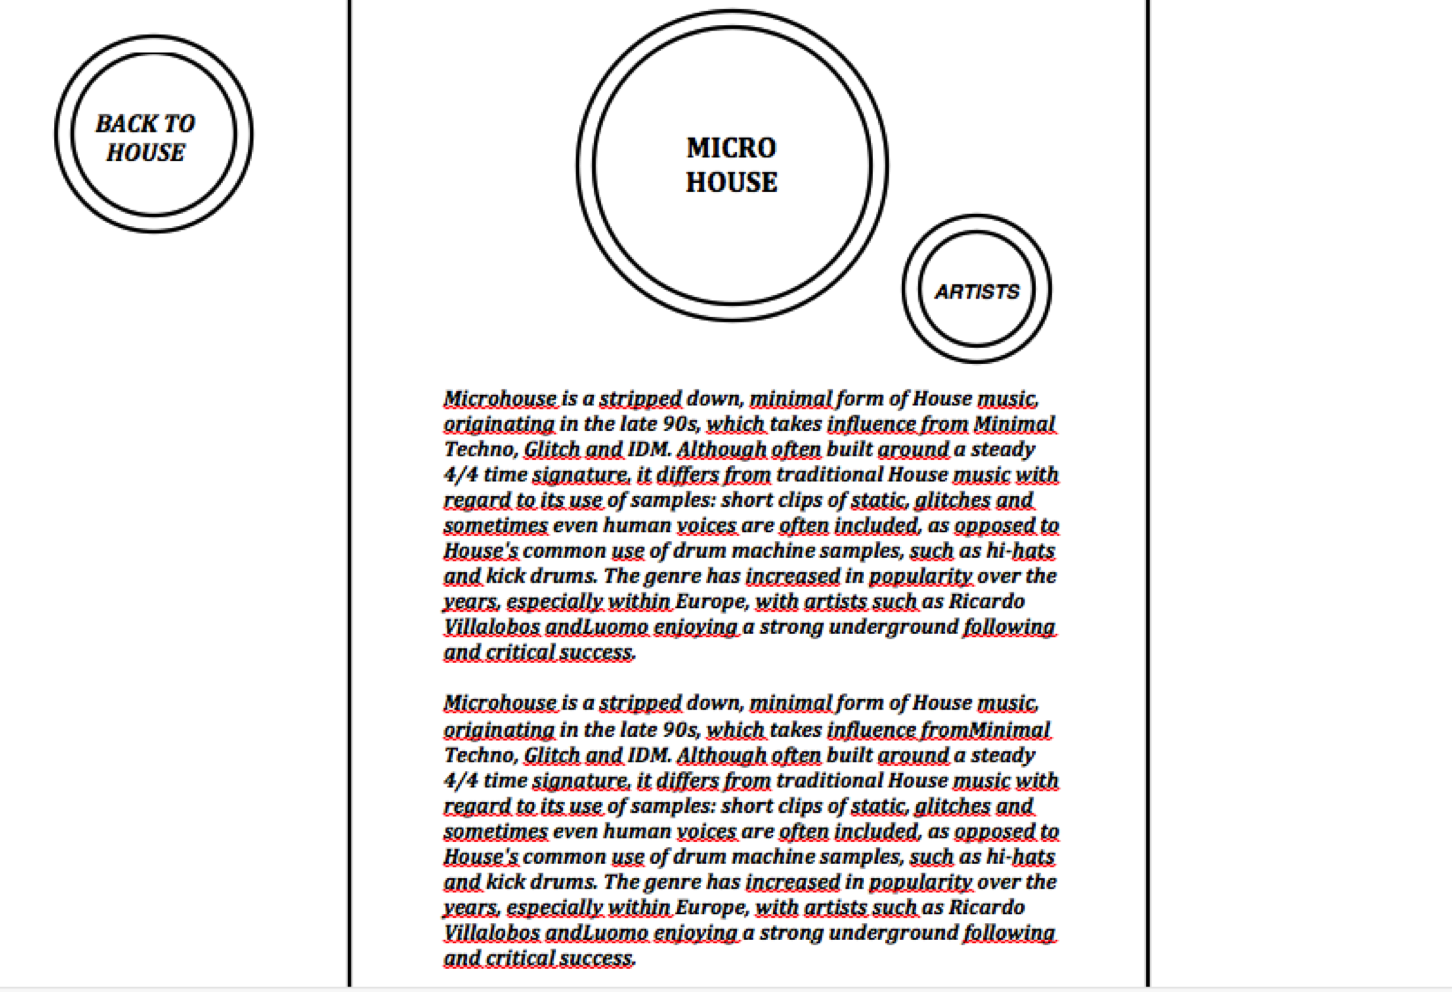 BACK TO
HOUSE
MICRO
HOUSE
ARTISTS
Microhouse is a stripped down, minimal form of House music,
originating in the late 90s, which takes influence from Minimal
Techno, Glitch and IDM. Although often built around a steady
4/4 time signature, it differs from traditional House music with
regard to its use of samples: short clips of static, glitches and
sometimes even human voices are often included, as opposed to
House's common use of drum machine samples, such as hi-hats
and kick drums. The genre has increased in popularity over the
years, especially within Europe, with artists such as Ricardo
Villalobos andLuomo enjoying a strong underground following
and critical success.
Microhouse is a stripped down, minimal form of House music,
originating in the late 90s, which takes influence fromMinimal
Techno, Glitch and IDM. Although often built around a steady
4/4 time signature, it differs from traditional House music with
regard to its use of samples: short clips of static, glitches and
sometimes even human voices are often included, as opposed to
House's common use of drum machine samples, such as hi-hats
and kick drums. The genre has increased in popularity over the
years, especially within Europe, with artists such as Ricardo
Villalobos andLuomo enjoying a strong underground following
and critical success.